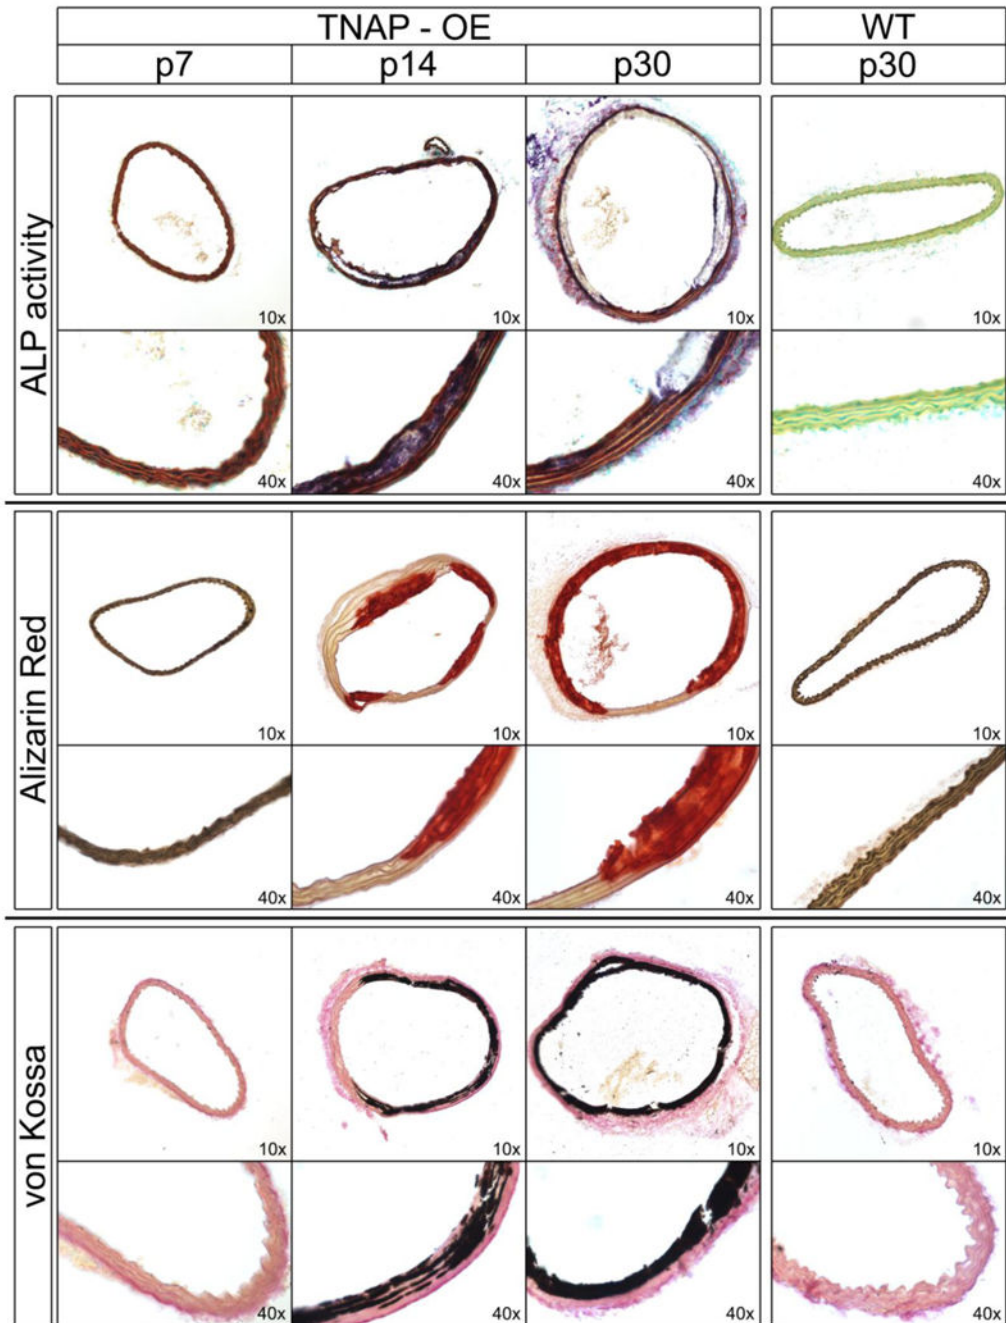 TNAP - OE
WT
p7
p14
p30
p30
ALP activity
10x
10x
10x
10x
40x
40x
40x
40x
Alizarin Red
10x
10x
10x
10x
40x
40x
40x
40x
von Kossa
10x
10x
10x
10x
40x
40x
40x
40x